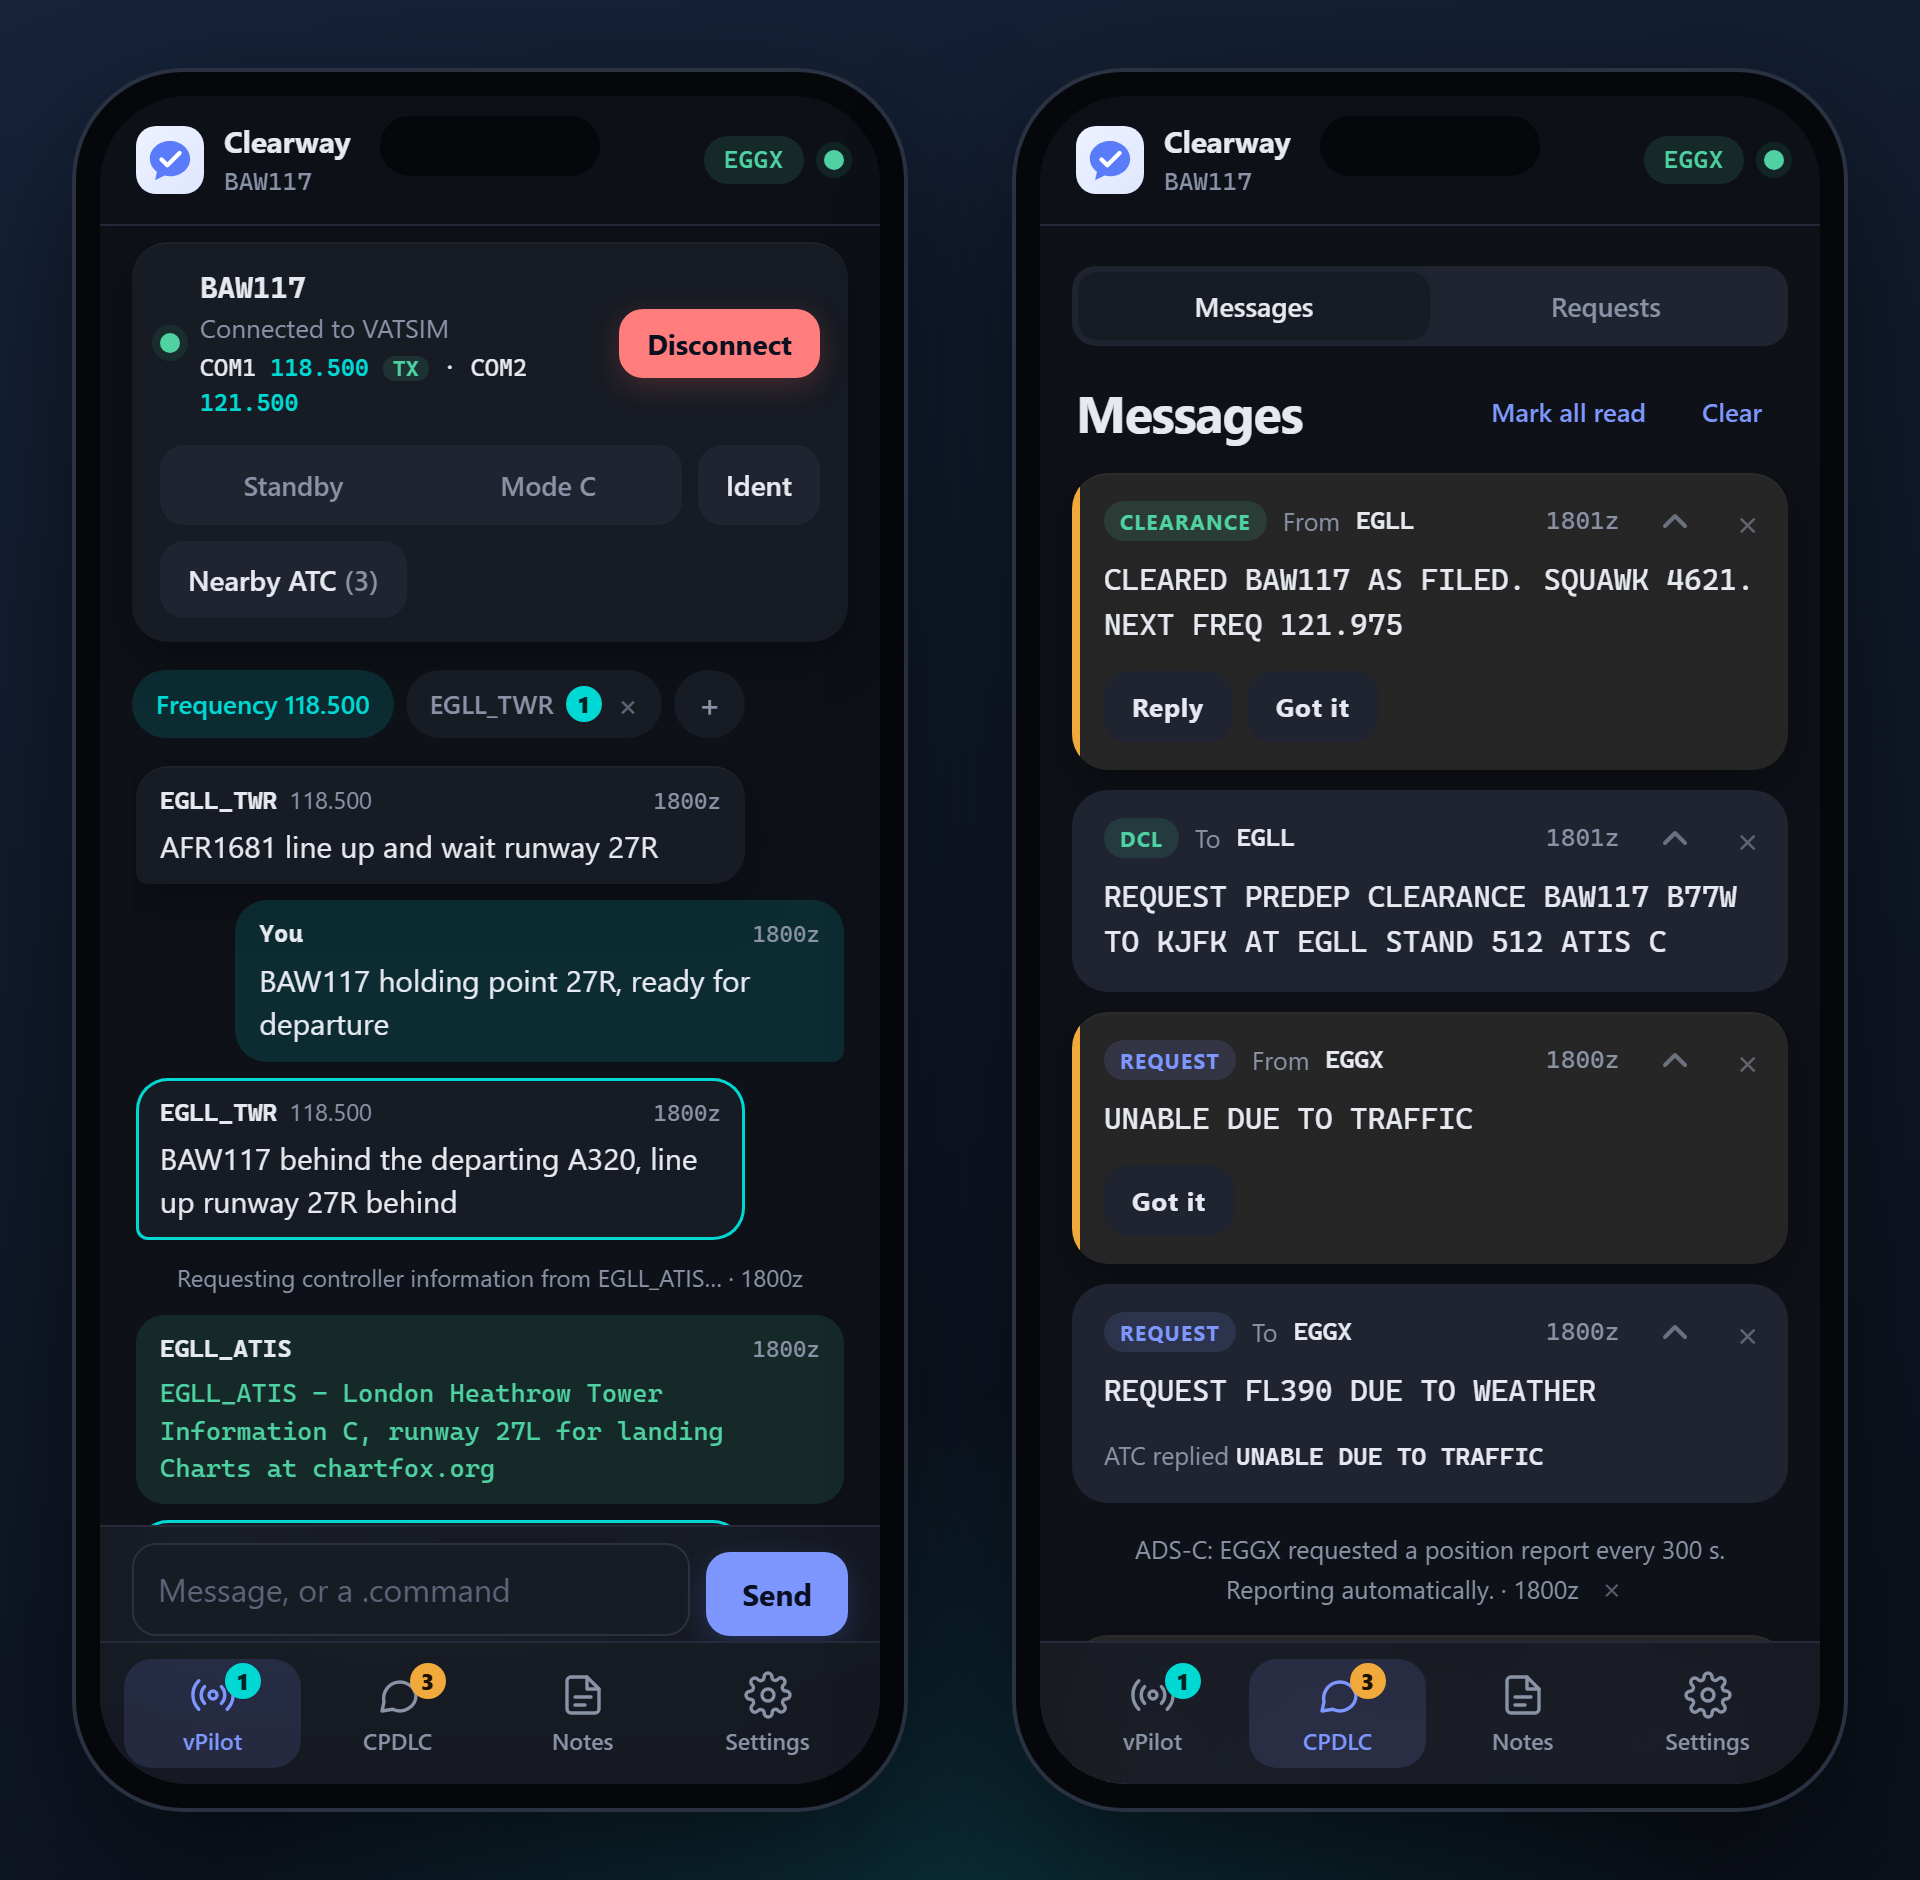 Clearway
BAW117
EGGX
BAW117
Connected to VATSIM
COM1 118.500 TX · COM2
121.500
Disconnect
Standby
Mode C
Ident
Nearby ATC (3)
Frequency 118.500
EGLL_TWR 1 ×
+
EGLL_TWR 118.500 1800z
AFR1681 line up and wait runway 27R
You 1800z
BAW117 holding point 27R, ready for
departure
EGLL_TWR 118.500 1800z
BAW117 behind the departing A320, line
up runway 27R behind
Requesting controller information from EGLL_ATIS... · 1800z
EGLL_ATIS 1800z
EGLL_ATIS – London Heathrow Tower
Information C, runway 27L for landing
Charts at chartfox.org
Message, or a .command
Send
1
3
vPilot
CPDLC
Notes
Settings
Clearway
BAW117
EGGX
Messages
Requests
Messages
Mark all read
Clear
CLEARANCE From EGLL 1801z ×
CLEARED BAW117 AS FILED. SQUAWK 4621.
NEXT FREQ 121.975
Reply
Got it
DCL To EGLL 1801z ×
REQUEST PREDEP CLEARANCE BAW117 B77W
TO KJFK AT EGLL STAND 512 ATIS C
REQUEST From EGGX 1800z ×
UNABLE DUE TO TRAFFIC
Got it
REQUEST To EGGX 1800z ×
REQUEST FL390 DUE TO WEATHER
ATC replied UNABLE DUE TO TRAFFIC
ADS-C: EGGX requested a position report every 300 s.
Reporting automatically. · 1800z ×
1
3
vPilot
CPDLC
Notes
Settings